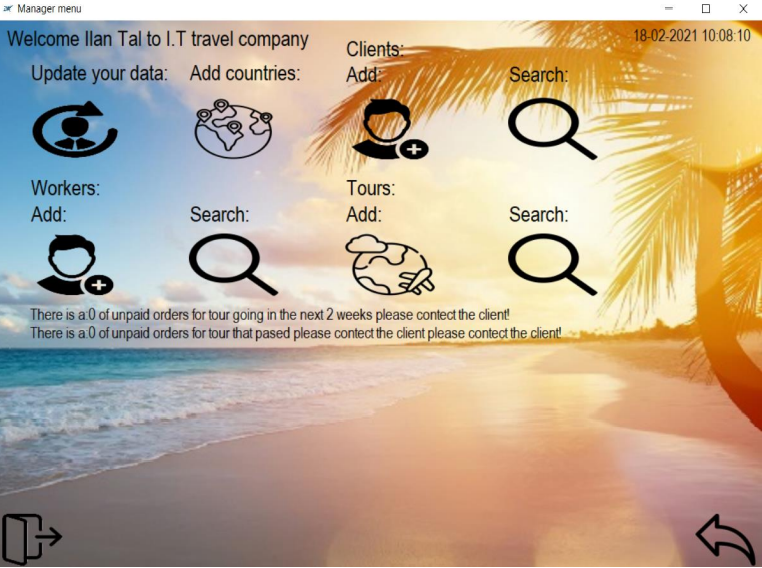 Manager menu
Welcome Ilan Tal to I.T travel company
18-02-2021 10:08:10
Clients:
Update your data: Add countries: Add: Search:
Workers: Tours:
Add: Search: Add: Search:
There is a:0 of unpaid orders for tour going in the next 2 weeks please contect the client!
There is a:0 of unpaid orders for tour that pased please contect the client please contect the client!